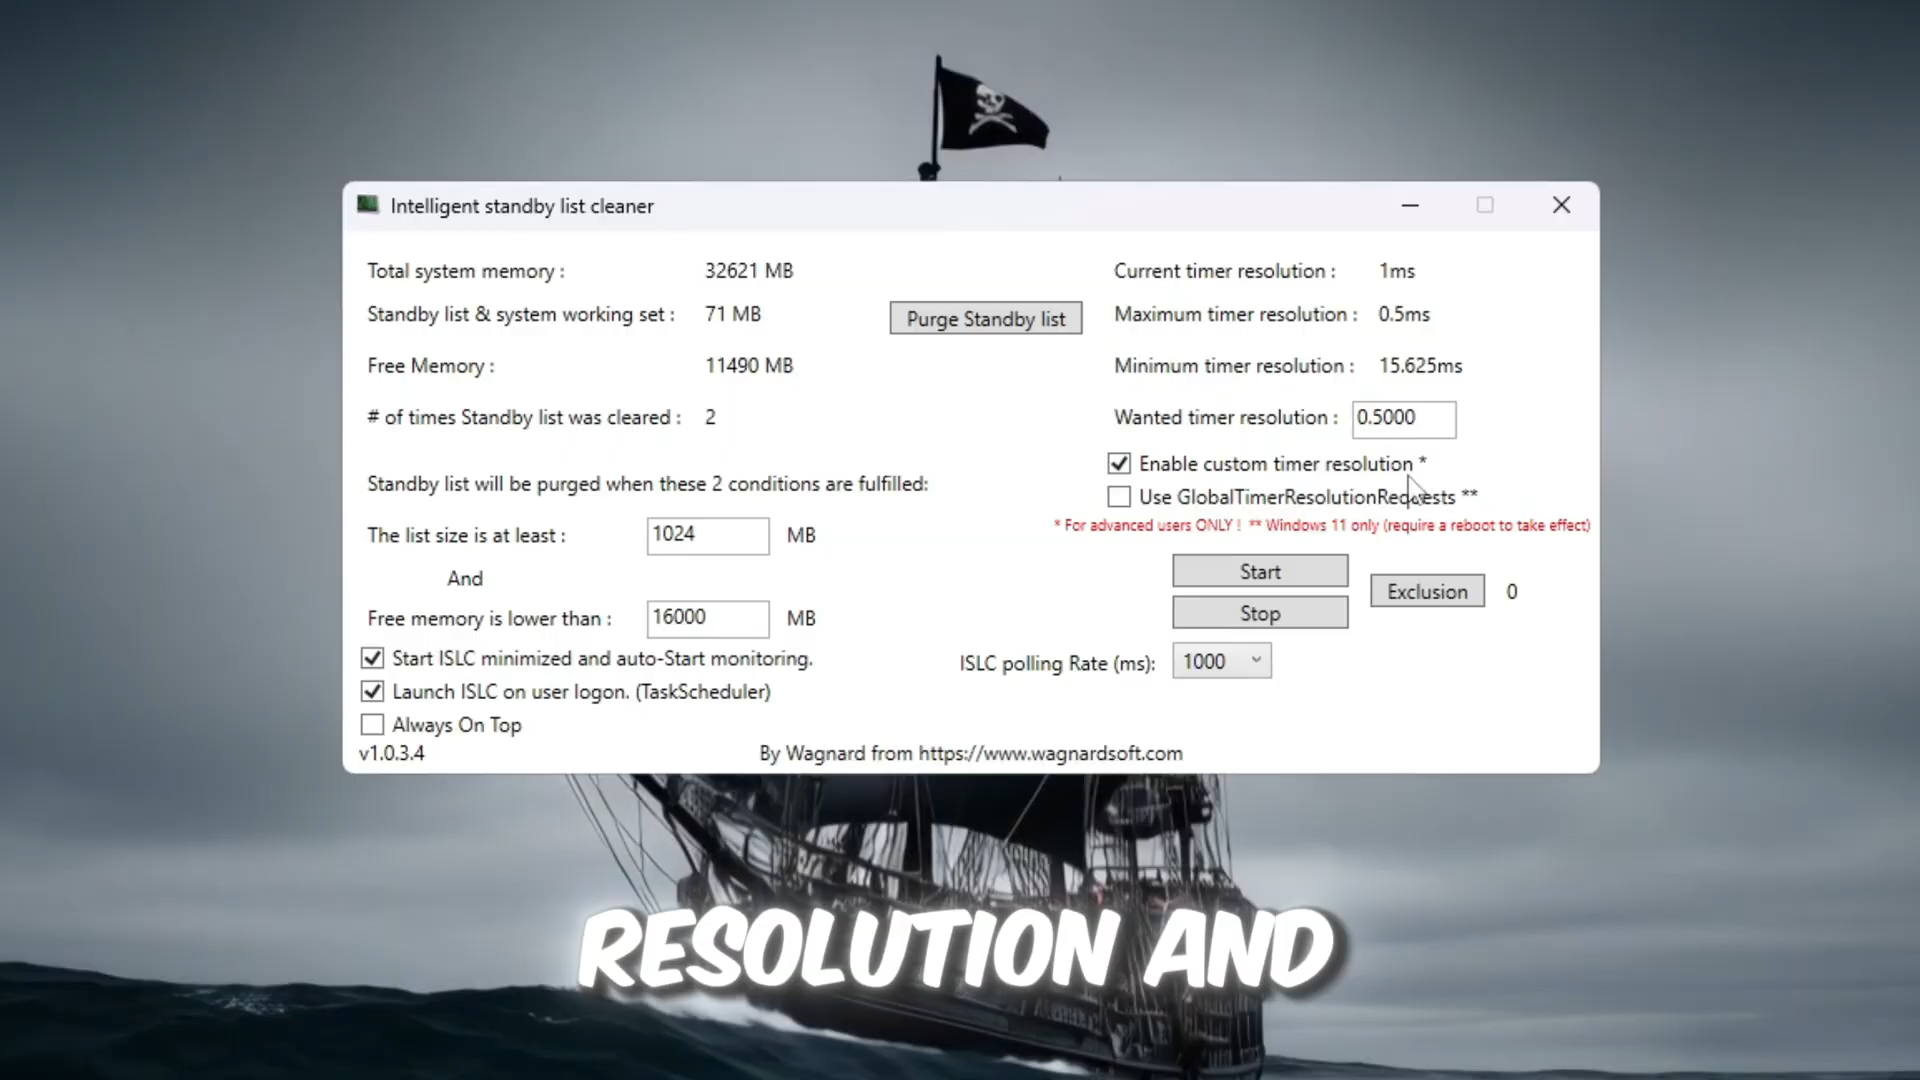 Intelligent standby list cleaner
Total system memory : 32621 MB
Standby list & system working set : 71 MB
Purge Standby list
Free Memory : 11490 MB
# of times Standby list was cleared : 2
Standby list will be purged when these 2 conditions are fulfilled:
The list size is at least : 1024 MB
And
Free memory is lower than : 16000 MB
Start ISLC minimized and auto-Start monitoring.
Launch ISLC on user logon. (TaskScheduler)
Always On Top
v1.0.3.4
Current timer resolution : 1ms
Maximum timer resolution : 0.5ms
Minimum timer resolution : 15.625ms
Wanted timer resolution : 0.5000
Enable custom timer resolution *
Use GlobalTimerResolutionRequests **
* For advanced users ONLY ! ** Windows 11 only (require a reboot to take effect)
Start
Stop
Exclusion 0
ISLC polling Rate (ms): 1000
By Wagnard from https://www.wagnardsoft.com
RESOLUTION AND